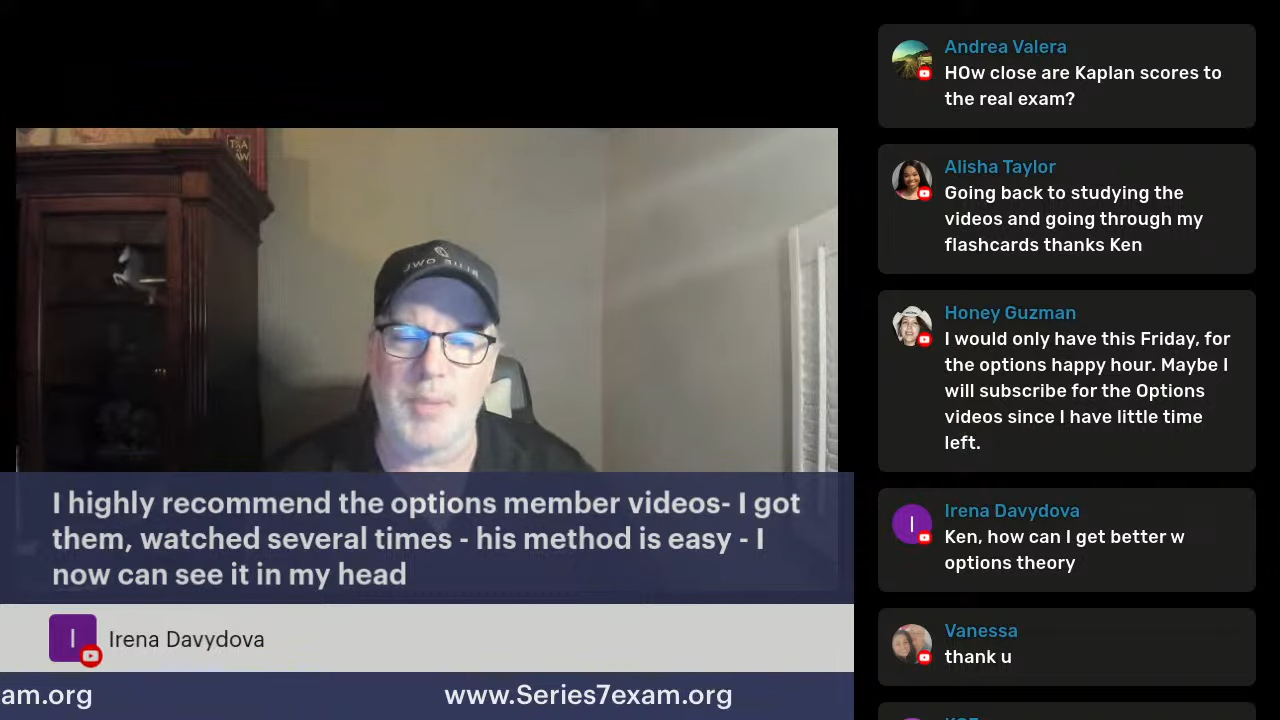 Andrea Valera
HOw close are Kaplan scores to
the real exam?
Alisha Taylor
Going back to studying the
videos and going through my
flashcards thanks Ken
Honey Guzman
I would only have this Friday, for
the options happy hour. Maybe I
will subscribe for the Options
videos since I have little time
left.
Irena Davydova
Ken, how can I get better w
options theory
Vanessa
thank u
I highly recommend the options member videos- I got
them, watched several times - his method is easy - I
now can see it in my head
I
Irena Davydova
am.org
www.Series7exam.org